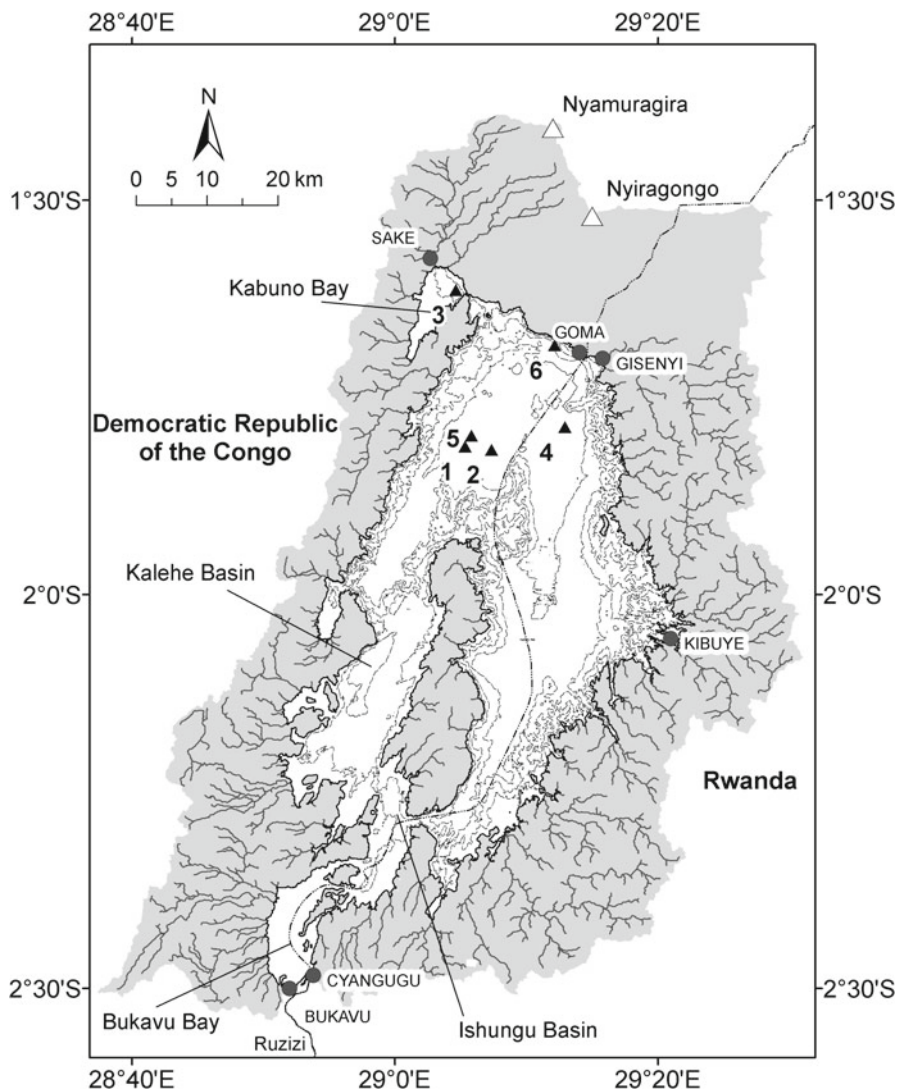 28°40'E 29°0'E 29°20'E
Nyamuragira
N
0 5 10 20 km
Nyiragongo
1°30'S 1°30'S
SAKE
Kabuno Bay
3
GOMA
GISENYI
6
Democratic Republic
of the Congo
5
4
1 2
Kalehe Basin
2°0'S 2°0'S
KIBUYE
Rwanda
2°30'S 2°30'S
CYANGUGU
Bukavu Bay
BUKAVU
Ishungu Basin
Ruzizi
28°40'E 29°0'E 29°20'E